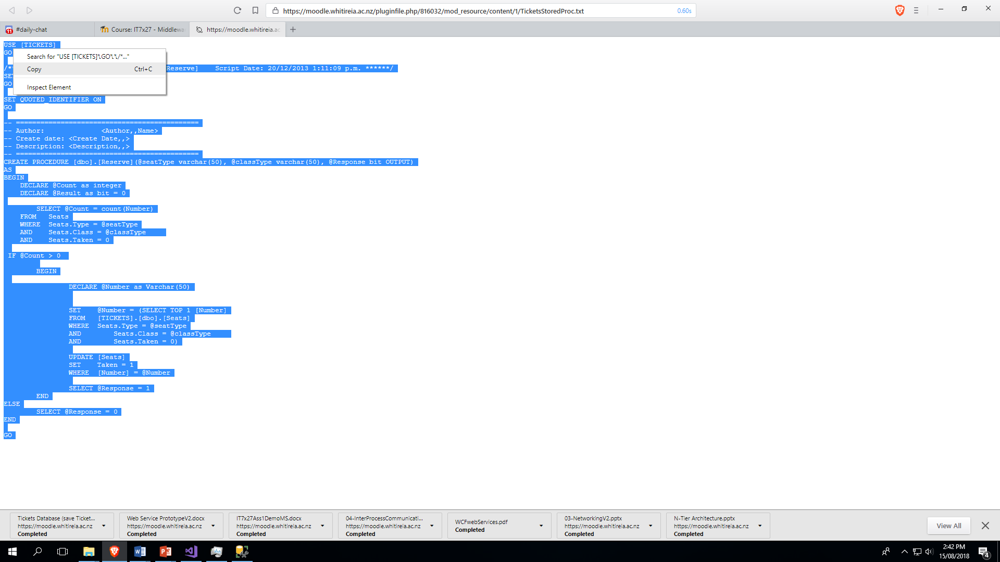 https://moodle.whitireia.ac.nz/pluginfile.php/816032/mod_resource/content/1/TicketsStoredProc.txt
0.60s
11
#daily-chat
Course: IT7x27 - Middlewa
https://moodle.whitireia.ac
USE [TICKETS]
GO
Search for "USE [TICKETS]"↵GO"↵"↵/*..."
Copy Ctrl+C
Inspect Element
/*
Reserve]    Script Date: 20/12/2013 1:11:09 p.m. ******/
SET
GO
SET QUOTED_IDENTIFIER ON
GO
-- =============================================
-- Author:              <Author,,Name>
-- Create date: <Create Date,,>
-- Description: <Description,,>
-- =============================================
CREATE PROCEDURE [dbo].[Reserve](@seatType varchar(50), @classType varchar(50), @Response bit OUTPUT)
AS
BEGIN
    DECLARE @Count as integer
    DECLARE @Result as bit = 0
        SELECT @Count = count(Number)
    FROM   Seats
    WHERE  Seats.Type = @seatType
    AND    Seats.Class = @classType
    AND    Seats.Taken = 0
 IF @Count > 0
        BEGIN
                DECLARE @Number as Varchar(50)
                SET    @Number = (SELECT TOP 1 [Number]
                FROM   [TICKETS].[dbo].[Seats]
                WHERE  Seats.Type = @seatType
                AND        Seats.Class = @classType
                AND        Seats.Taken = 0)
                UPDATE [Seats]
                SET    Taken = 1
                WHERE  [Number] = @Number
                SELECT @Response = 1
        END
ELSE
        SELECT @Response = 0
END
GO
Tickets Database (save Ticket...
https://moodle.whitireia.ac.nz
Completed
Web Service PrototypeV2.docx
https://moodle.whitireia.ac.nz
Completed
IT7x27Ass1DemoMS.docx
https://moodle.whitireia.ac.nz
Completed
04-InterProcessCommunicati...
https://moodle.whitireia.ac.nz
Completed
WCFwebServices.pdf
Completed
03-NetworkingV2.pptx
https://moodle.whitireia.ac.nz
Completed
N-Tier Architecture.pptx
https://moodle.whitireia.ac.nz
Completed
View All
2:42 PM
15/08/2018
4